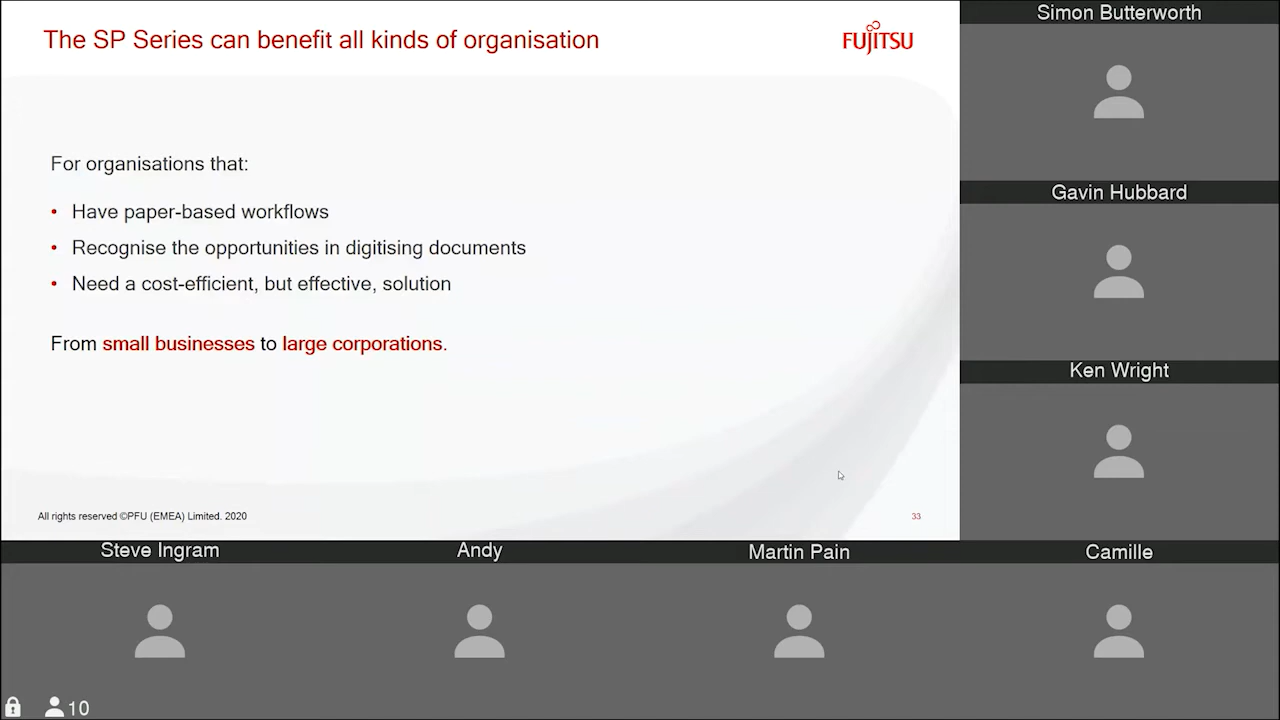 The SP Series can benefit all kinds of organisation
FUJITSU
For organisations that:
• Have paper-based workflows
• Recognise the opportunities in digitising documents
• Need a cost-efficient, but effective, solution
From small businesses to large corporations.
All rights reserved ©PFU (EMEA) Limited. 2020
33
Simon Butterworth
Gavin Hubbard
Ken Wright
Steve Ingram
Andy
Martin Pain
Camille
10